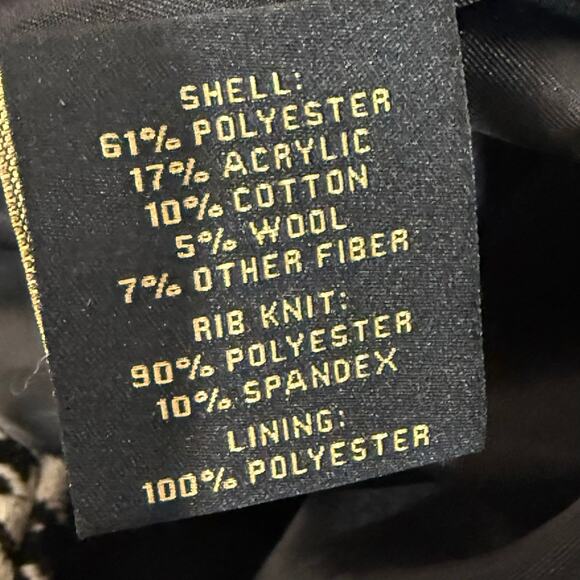 SHELL:
61% POLYESTER
17% ACRYLIC
10% COTTON
5% WOOL
7% OTHER FIBER
RIB KNIT:
90% POLYESTER
10% SPANDEX
LINING:
100% POLYESTER